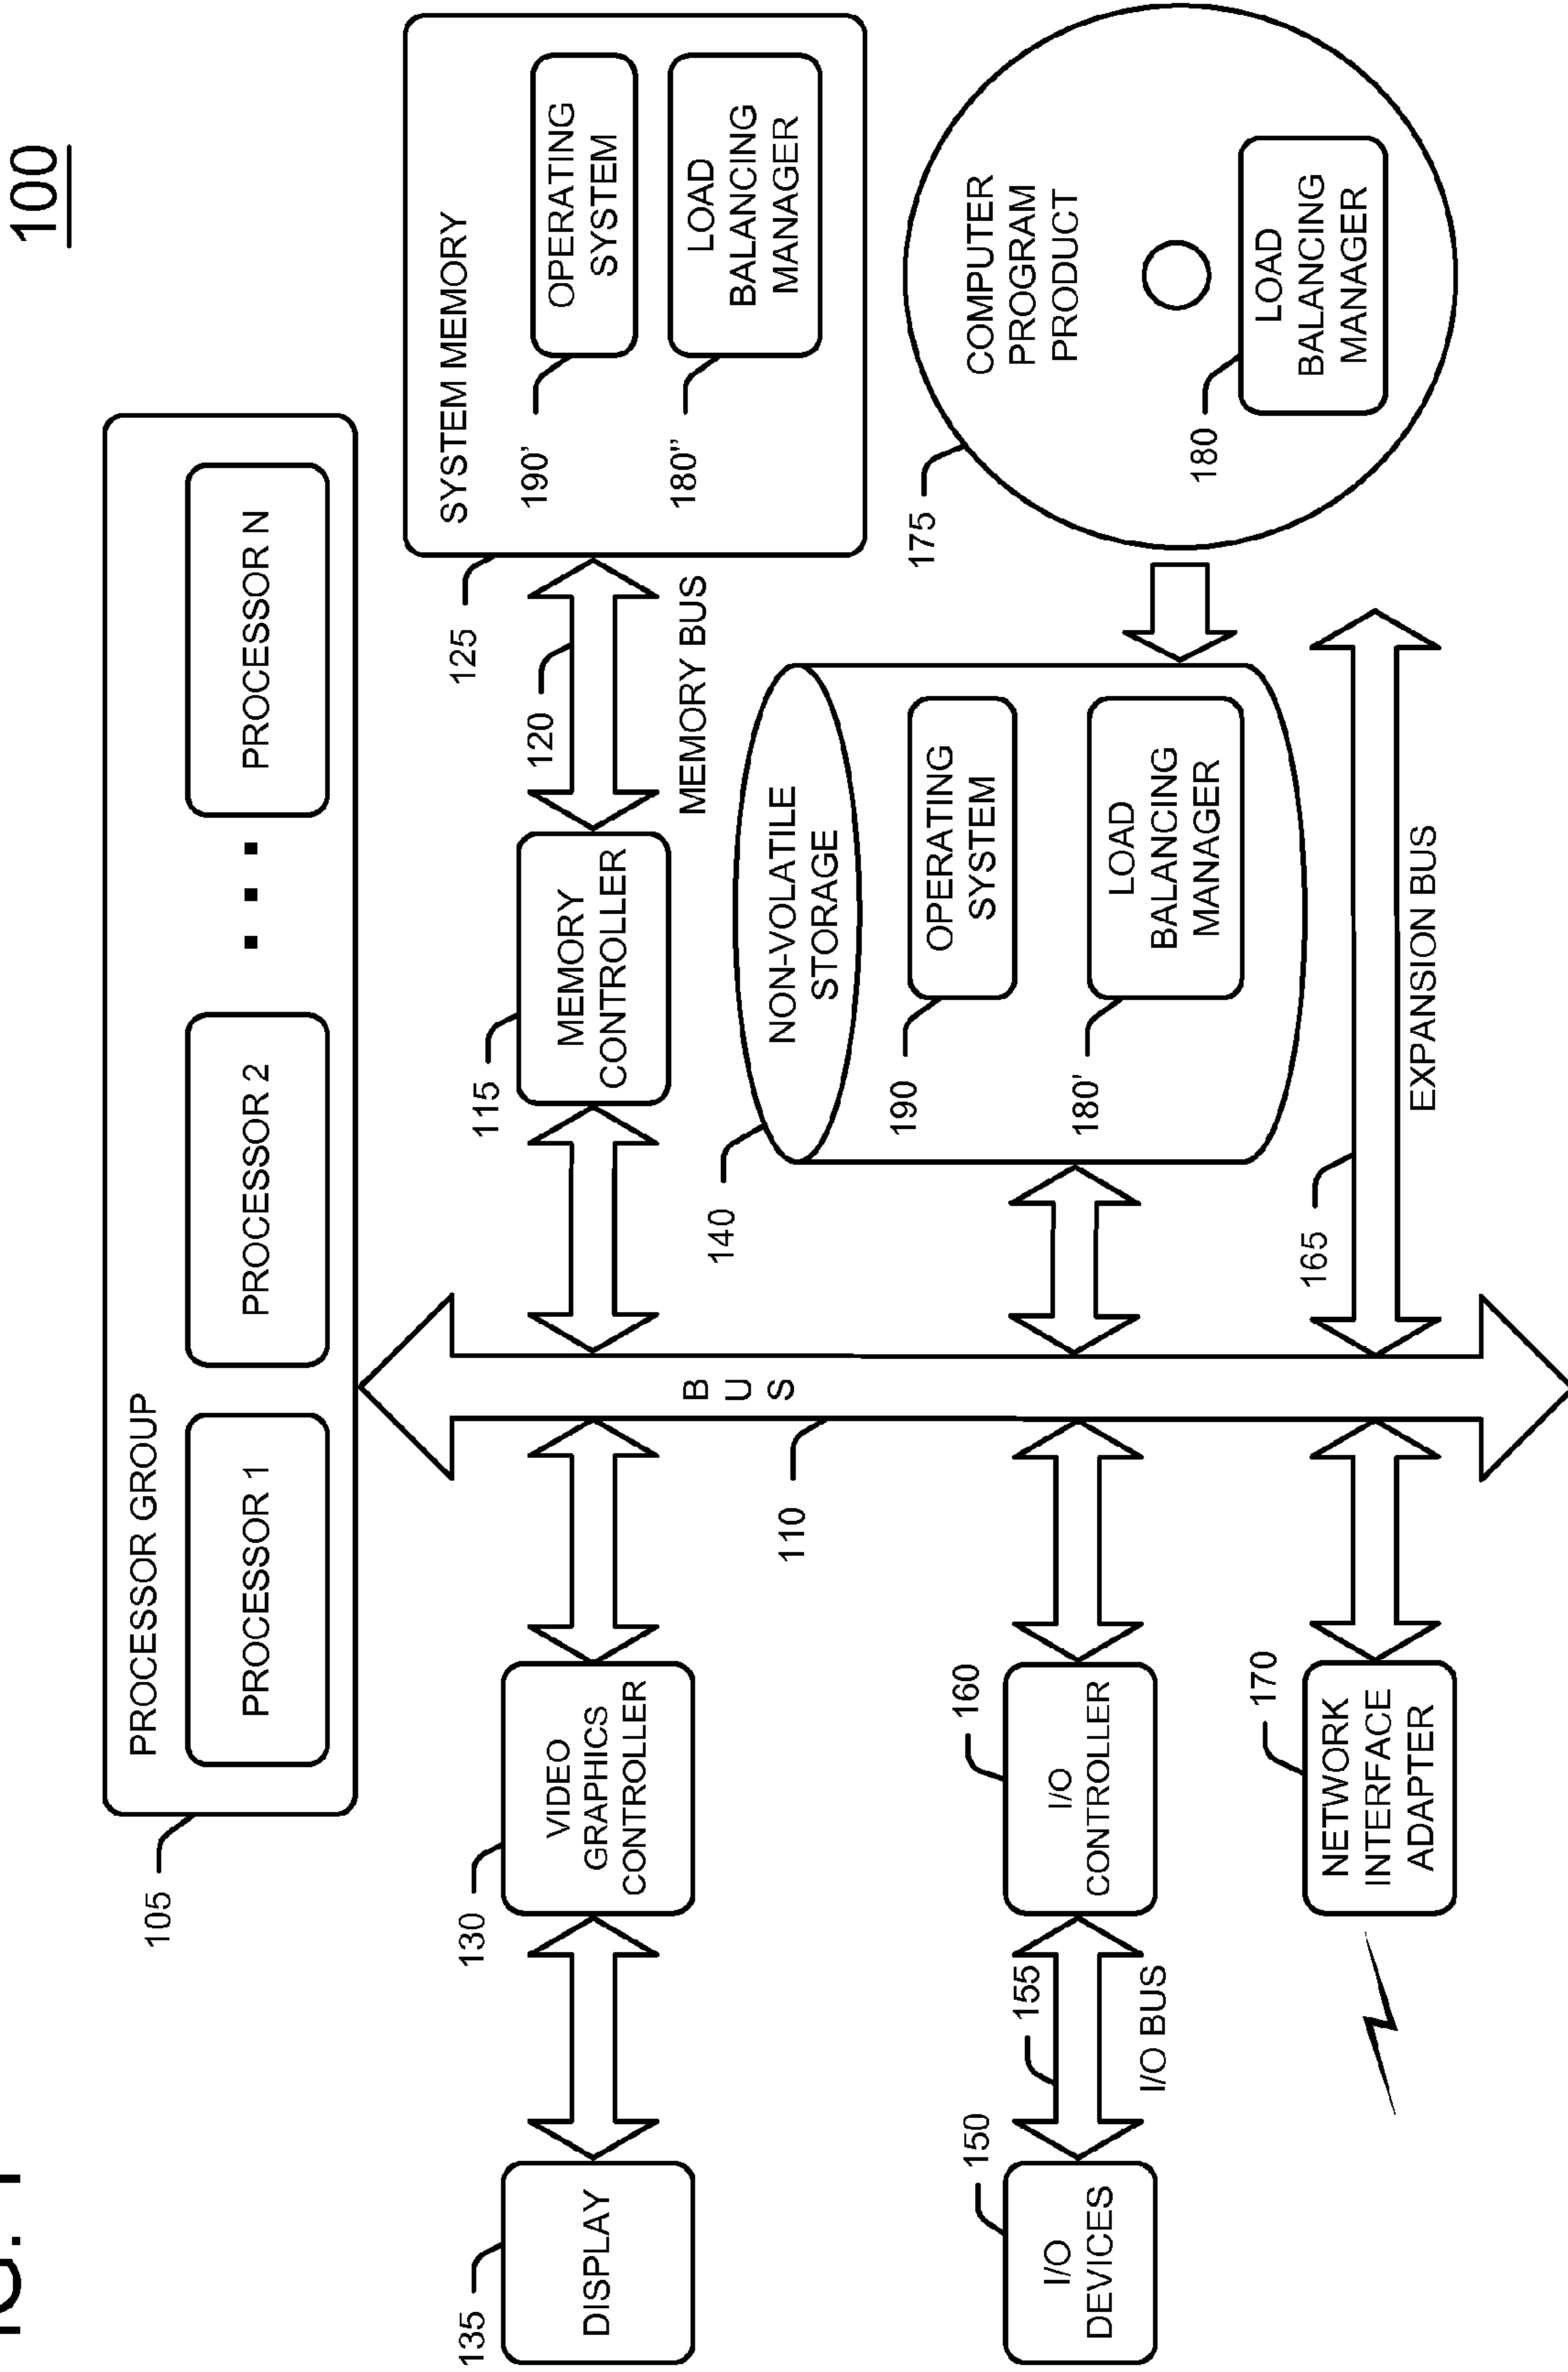 100
PROCESSOR GROUP
PROCESSOR 1
PROCESSOR 2
PROCESSOR N
105
DISPLAY
135
VIDEO
GRAPHICS
CONTROLLER
130
B
U
S
110
MEMORY
CONTROLLER
115
120
MEMORY BUS
125
SYSTEM MEMORY
OPERATING
SYSTEM
190'
LOAD
BALANCING
MANAGER
180''
NON-VOLATILE
STORAGE
140
OPERATING
SYSTEM
190
LOAD
BALANCING
MANAGER
180'
COMPUTER
PROGRAM
PRODUCT
175
LOAD
BALANCING
MANAGER
180
I/O
DEVICES
150
155
I/O BUS
I/O
CONTROLLER
160
NETWORK
INTERFACE
ADAPTER
170
165
EXPANSION BUS